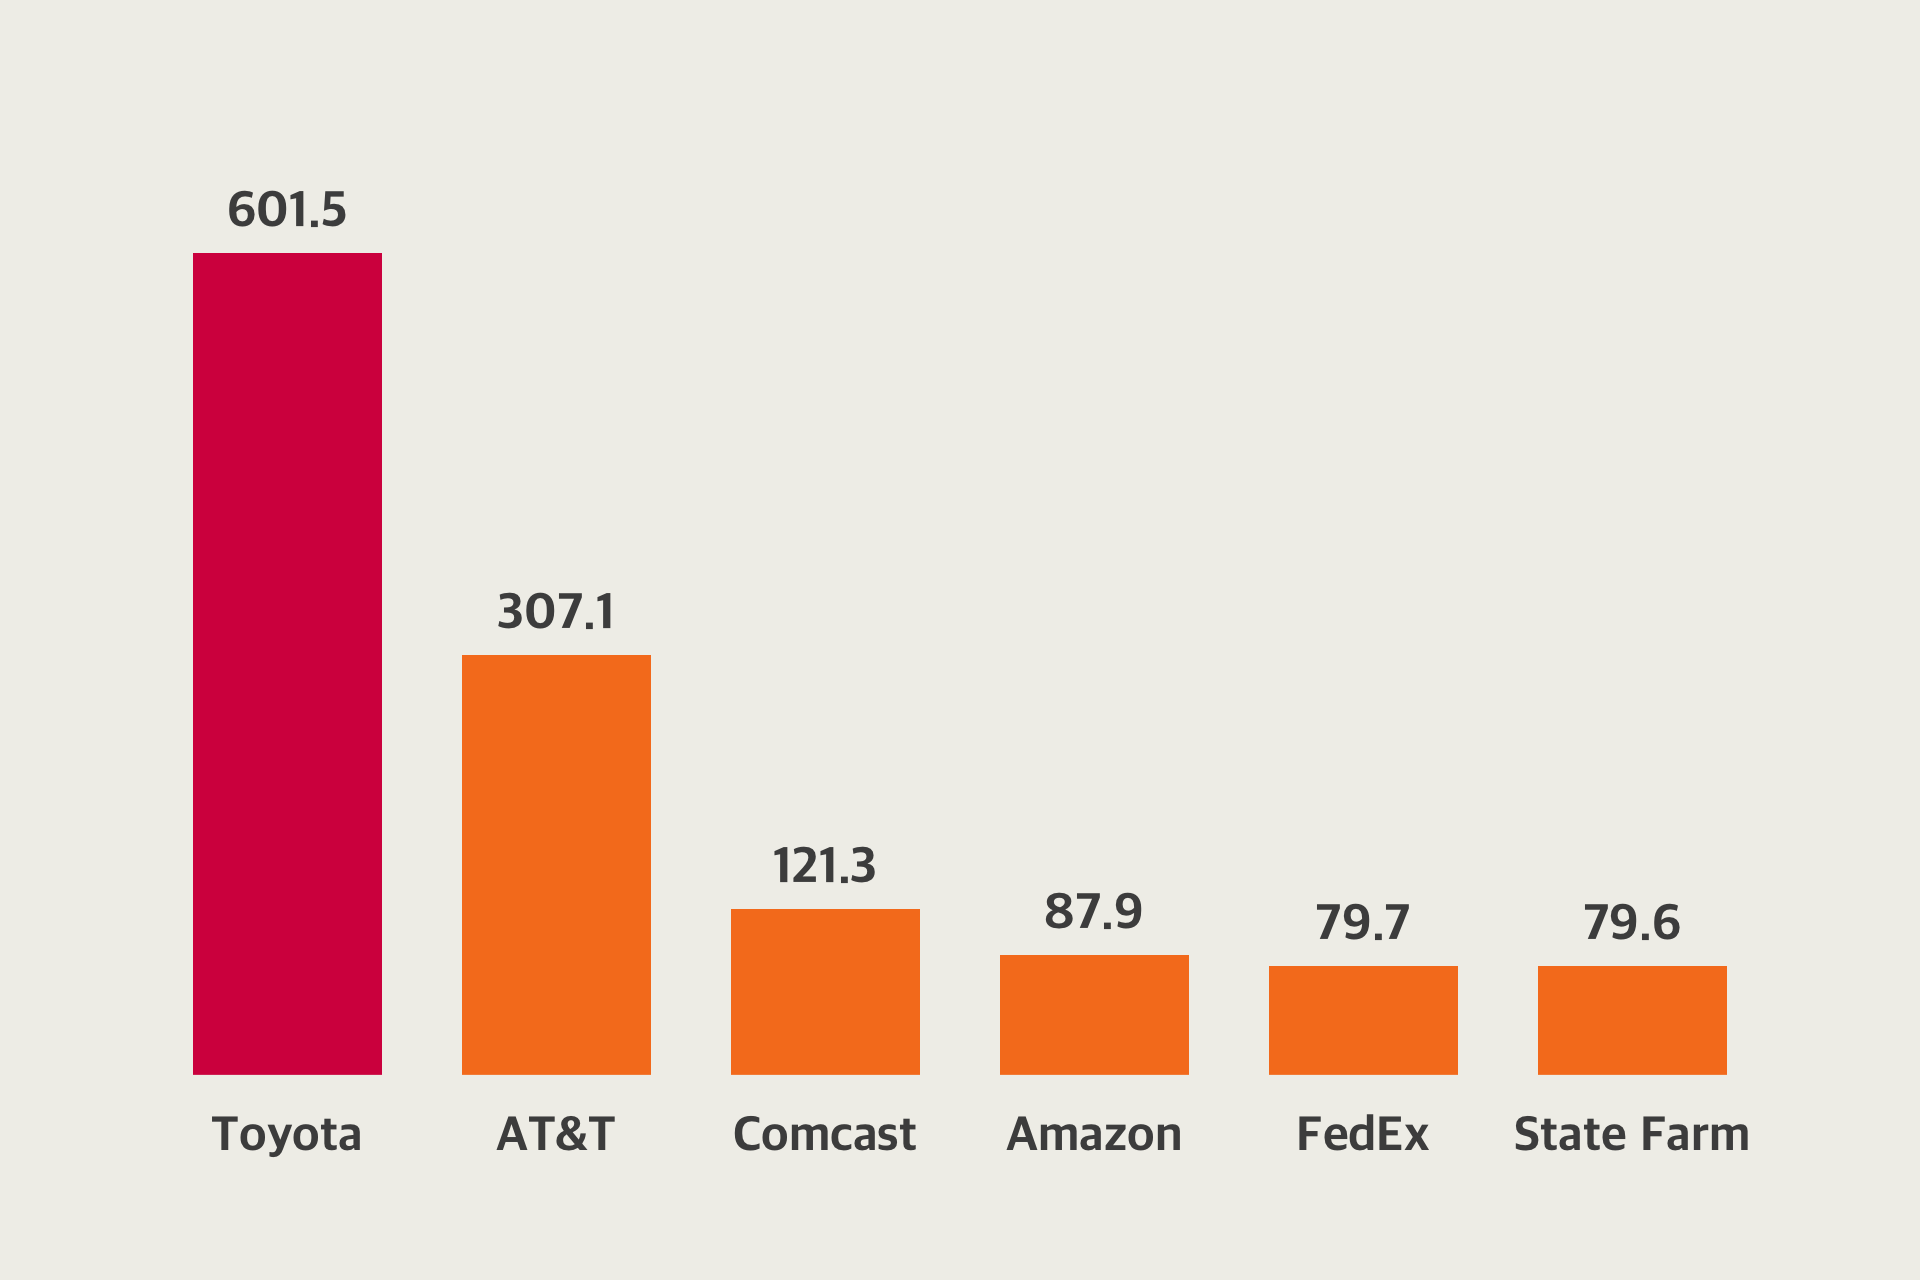 601.5
307.1
121.3
87.9
79.7
79.6
Toyota
AT&T
Comcast
Amazon
FedEx
State Farm